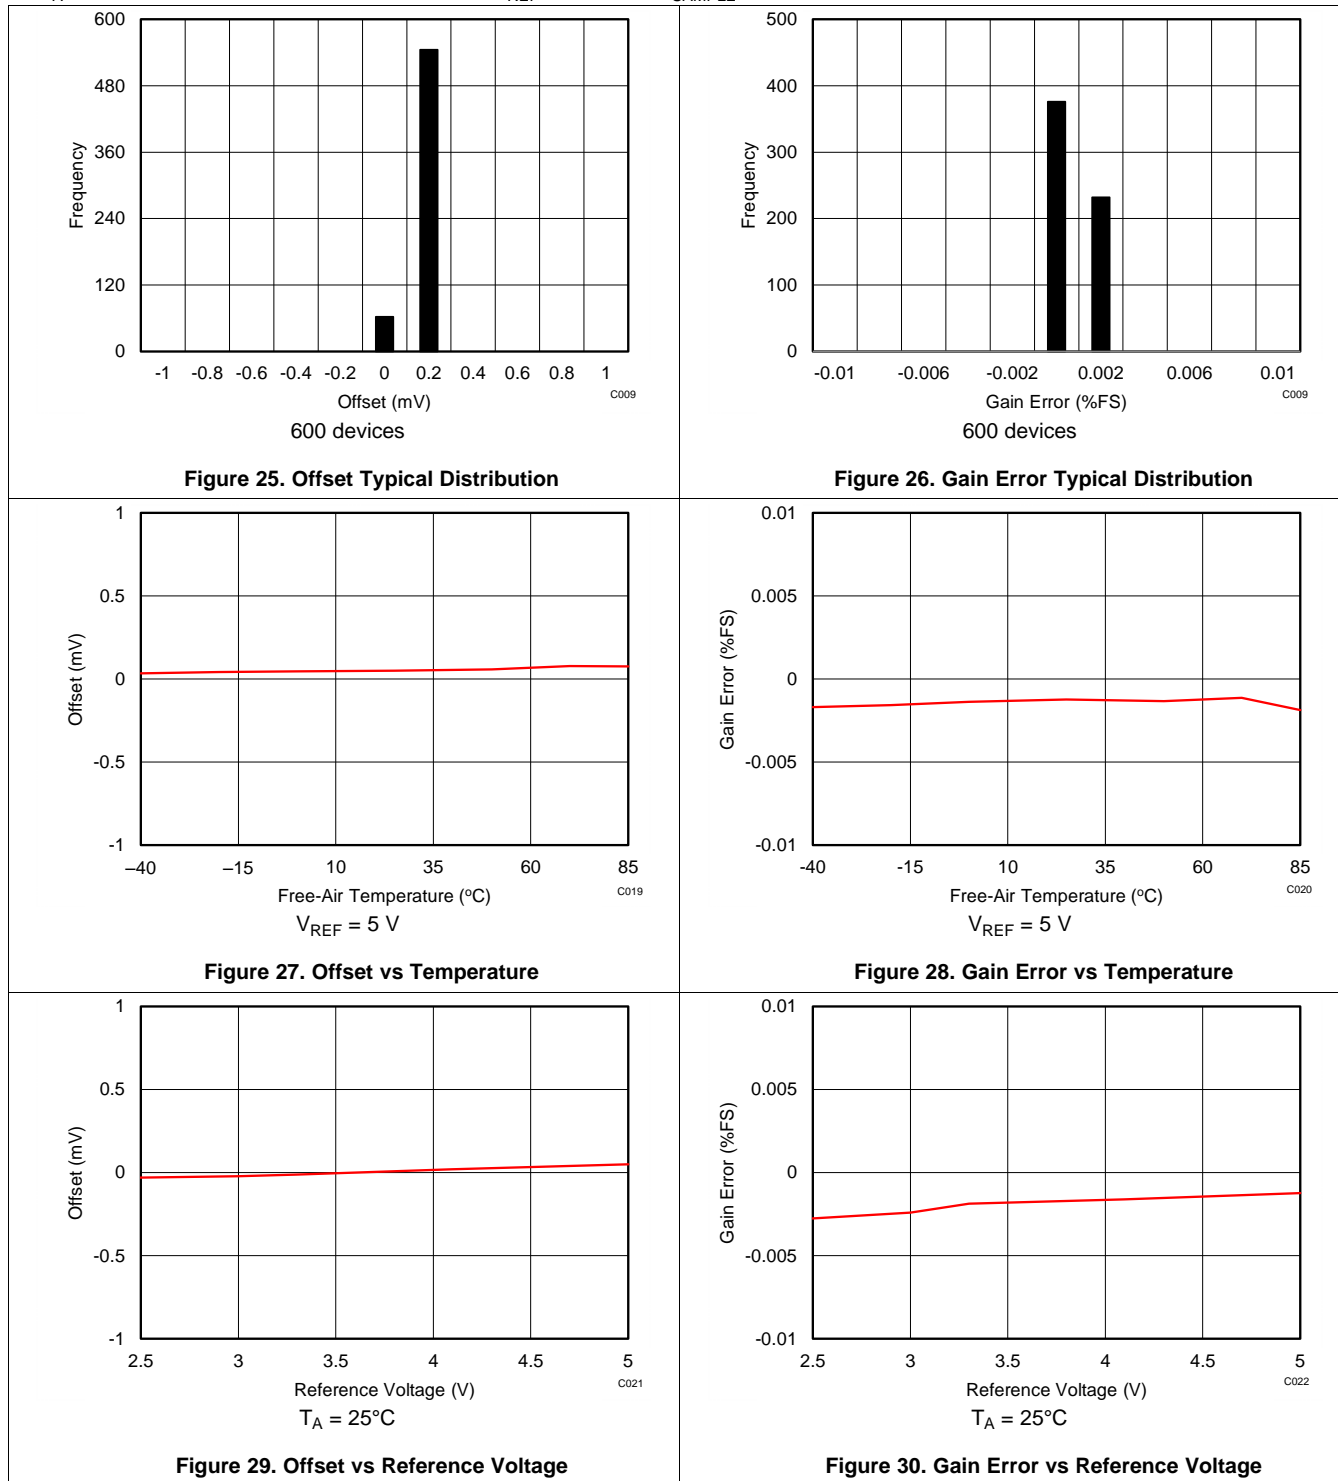 600
480
360
240
120
0
Frequency
-1 -0.8 -0.6 -0.4 -0.2 0 0.2 0.4 0.6 0.8 1
Offset (mV)
C009
600 devices
Figure 25. Offset Typical Distribution
500
400
300
200
100
0
Frequency
-0.01 -0.006 -0.002 0.002 0.006 0.01
Gain Error (%FS)
C009
600 devices
Figure 26. Gain Error Typical Distribution
1
0.5
0
-0.5
-1
Offset (mV)
–40 –15 10 35 60 85
Free-Air Temperature (oC)
C019
VREF = 5 V
Figure 27. Offset vs Temperature
0.01
0.005
0
-0.005
-0.01
Gain Error (%FS)
-40 -15 10 35 60 85
Free-Air Temperature (oC)
C020
VREF = 5 V
Figure 28. Gain Error vs Temperature
1
0.5
0
-0.5
-1
Offset (mV)
2.5 3 3.5 4 4.5 5
Reference Voltage (V)
C021
TA = 25°C
Figure 29. Offset vs Reference Voltage
0.01
0.005
0
-0.005
-0.01
Gain Error (%FS)
2.5 3 3.5 4 4.5 5
Reference Voltage (V)
C022
TA = 25°C
Figure 30. Gain Error vs Reference Voltage